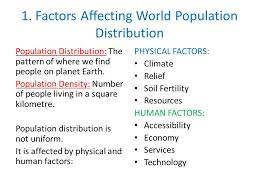 1. Factors Affecting World Population
Distribution
Population Distribution: The
pattern of where we find
people on planet Earth.
Population Density: Number
of people living in a square
kilometre.
Population distribution is
not uniform.
It is affected by physical and
human factors:
PHYSICAL FACTORS:
• Climate
• Relief
• Soil Fertility
• Resources
HUMAN FACTORS:
• Accessibility
• Economy
• Services
• Technology